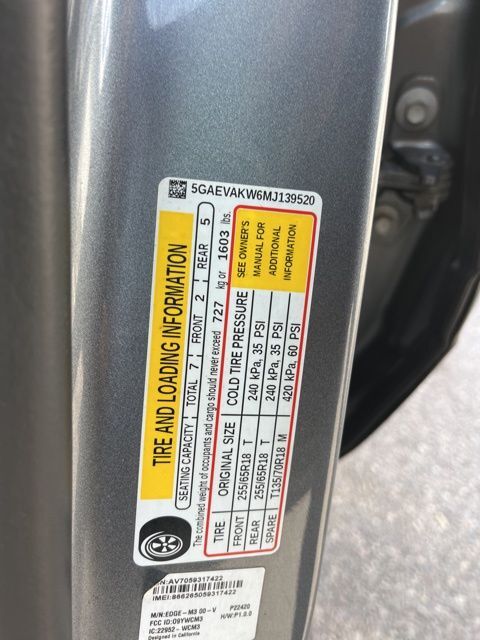 5GAEVAKW6MJ139520
TIRE AND LOADING INFORMATION
SEATING CAPACITY TOTAL 7 FRONT 2 REAR 5
The combined weight of occupants and cargo should never exceed 727 kg or 1603 lbs.
TIRE ORIGINAL SIZE COLD TIRE PRESSURE
FRONT 255/65R18 T 240 kPa, 35 PSI
REAR 255/65R18 T 240 kPa, 35 PSI
SPARE T135/70R18 M 420 kPa, 60 PSI
SEE OWNER'S
MANUAL FOR
ADDITIONAL
INFORMATION
N:AV7059317422
IMEI:866265059317422
M/N:EDGE-M3 00-V P22420
FCC ID:09YWCM3 H/W:P1.9.0
IC:22952-WCM3
Designed in California